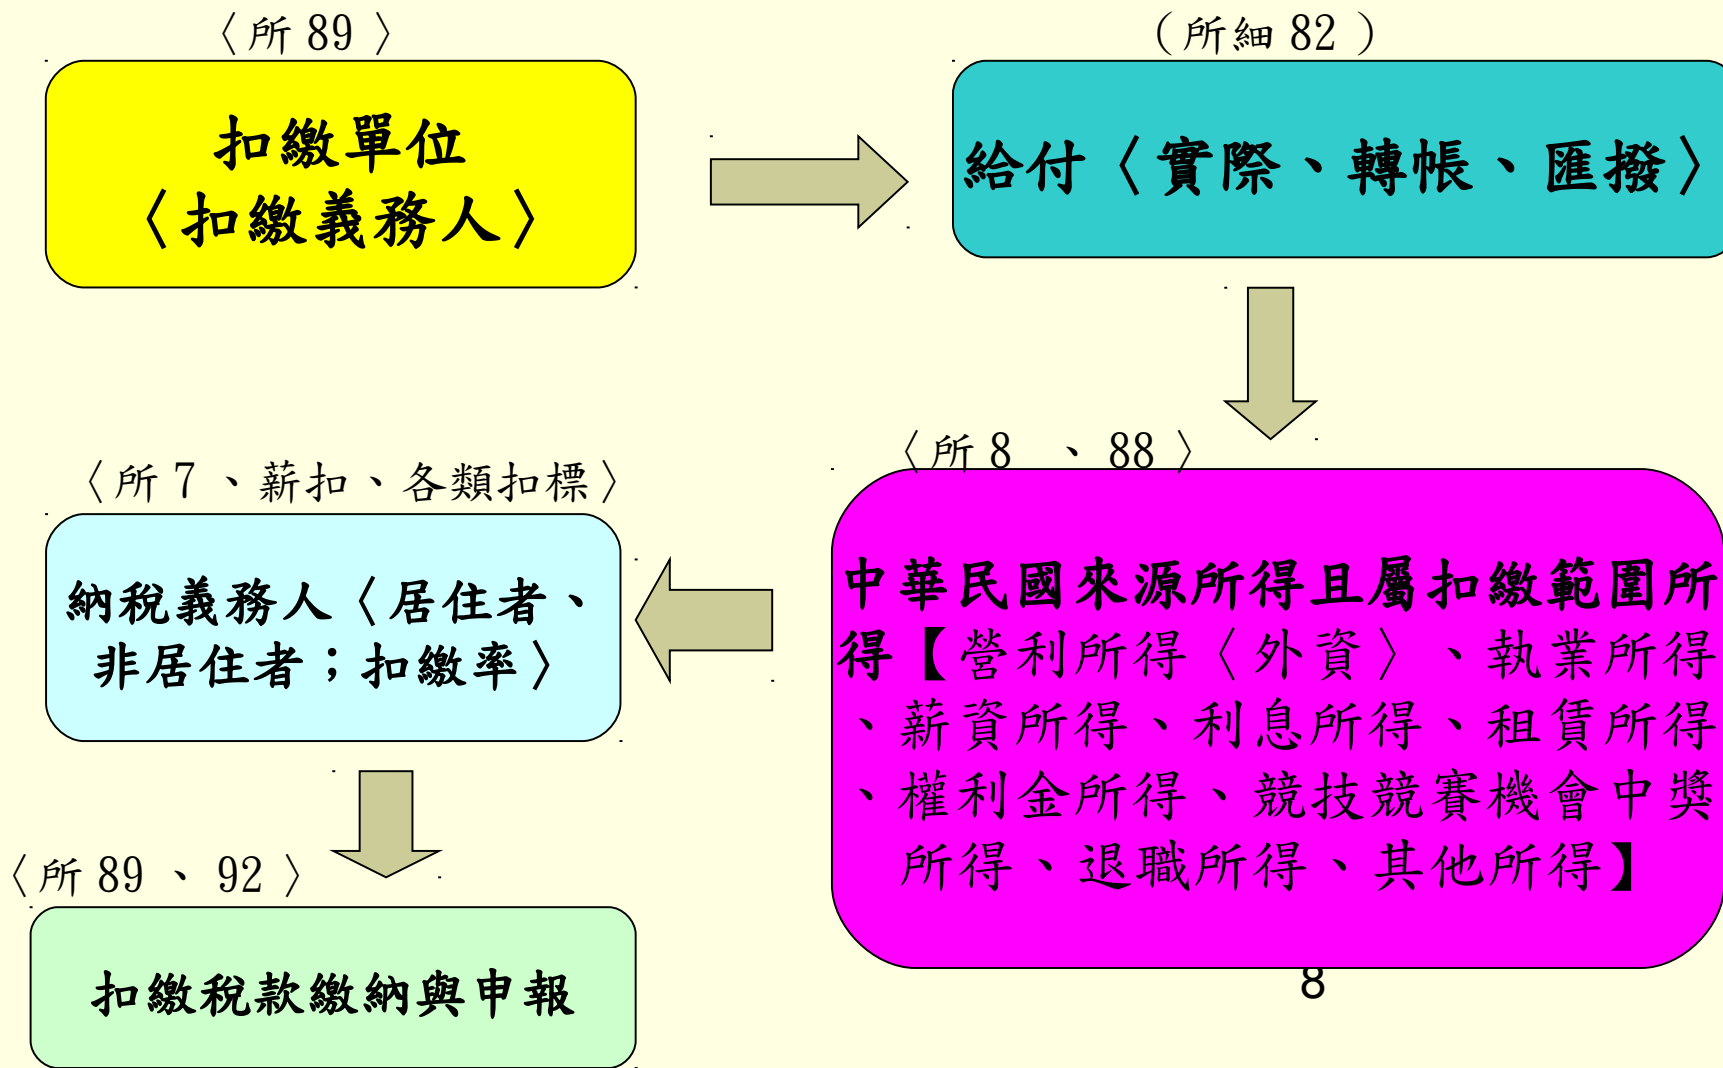 〈所89〉
扣繳單位
〈扣繳義務人〉
(所細82)
給付〈實際、轉帳、匯撥〉
〈所8 、88〉
中華民國來源所得且屬扣繳範圍所
得【營利所得〈外資〉、執業所得
、薪資所得、利息所得、租賃所得
、權利金所得、競技競賽機會中獎
所得、退職所得、其他所得】
〈所7、薪扣、各類扣標〉
納稅義務人〈居住者、
非居住者；扣繳率〉
〈所89、92〉
扣繳稅款繳納與申報
8